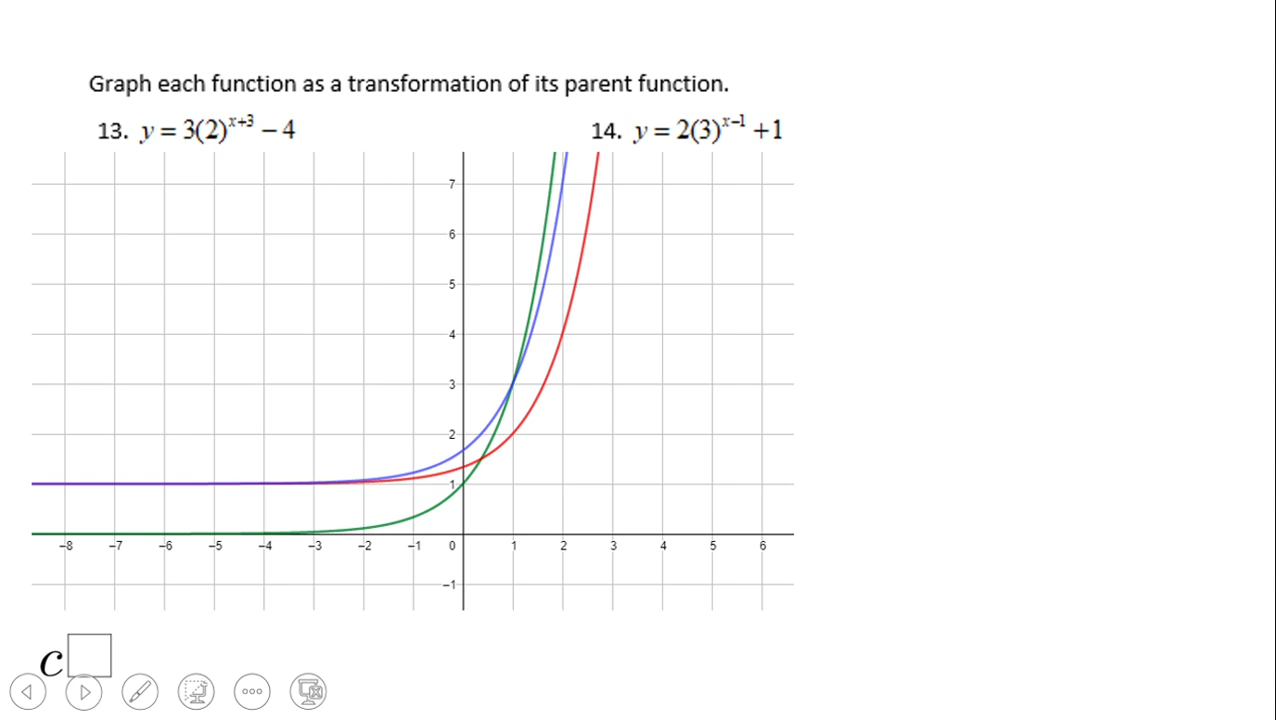 Graph each function as a transformation of its parent function.
13. y = 3(2)^{x+3} − 4 14. y = 2(3)^{x−1} + 1
7
6
5
4
3
2
1
−8 −7 −6 −5 −4 −3 −2 −1 0 1 2 3 4 5 6
−1
c